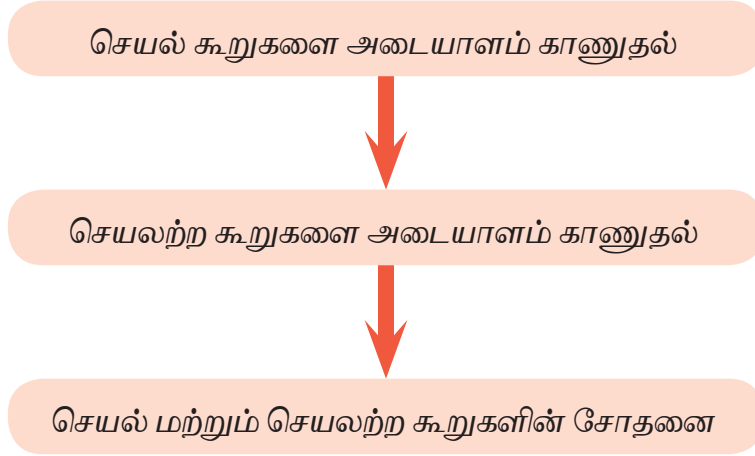 செயல் கூறுகளை அடையாளம் காணுதல்
செயலற்ற கூறுகளை அடையாளம் காணுதல்
செயல் மற்றும் செயலற்ற கூறுகளின் சோதனை